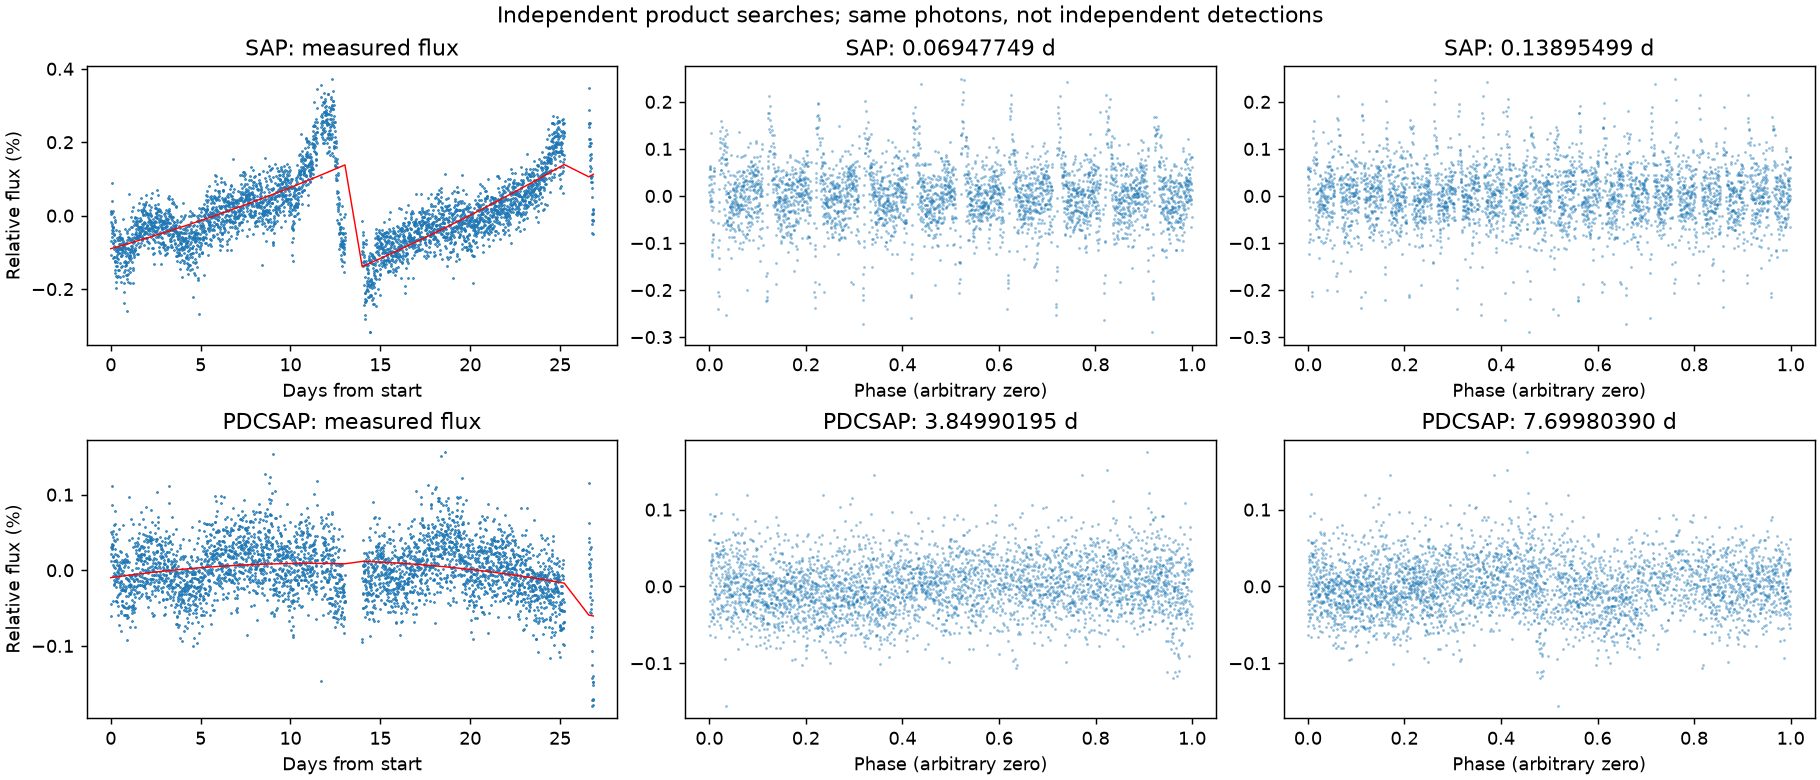 Independent product searches; same photons, not independent detections
SAP: measured flux
SAP: 0.06947749 d
SAP: 0.13895499 d
Relative flux (%)
0.4
0.2
0.0
−0.2
0 5 10 15 20 25
Days from start
0.2
0.1
0.0
−0.1
−0.2
−0.3
0.0 0.2 0.4 0.6 0.8 1.0
Phase (arbitrary zero)
0.2
0.1
0.0
−0.1
−0.2
−0.3
0.0 0.2 0.4 0.6 0.8 1.0
Phase (arbitrary zero)
PDCSAP: measured flux
PDCSAP: 3.84990195 d
PDCSAP: 7.69980390 d
Relative flux (%)
0.1
0.0
−0.1
0 5 10 15 20 25
Days from start
0.1
0.0
−0.1
0.0 0.2 0.4 0.6 0.8 1.0
Phase (arbitrary zero)
0.1
0.0
−0.1
0.0 0.2 0.4 0.6 0.8 1.0
Phase (arbitrary zero)